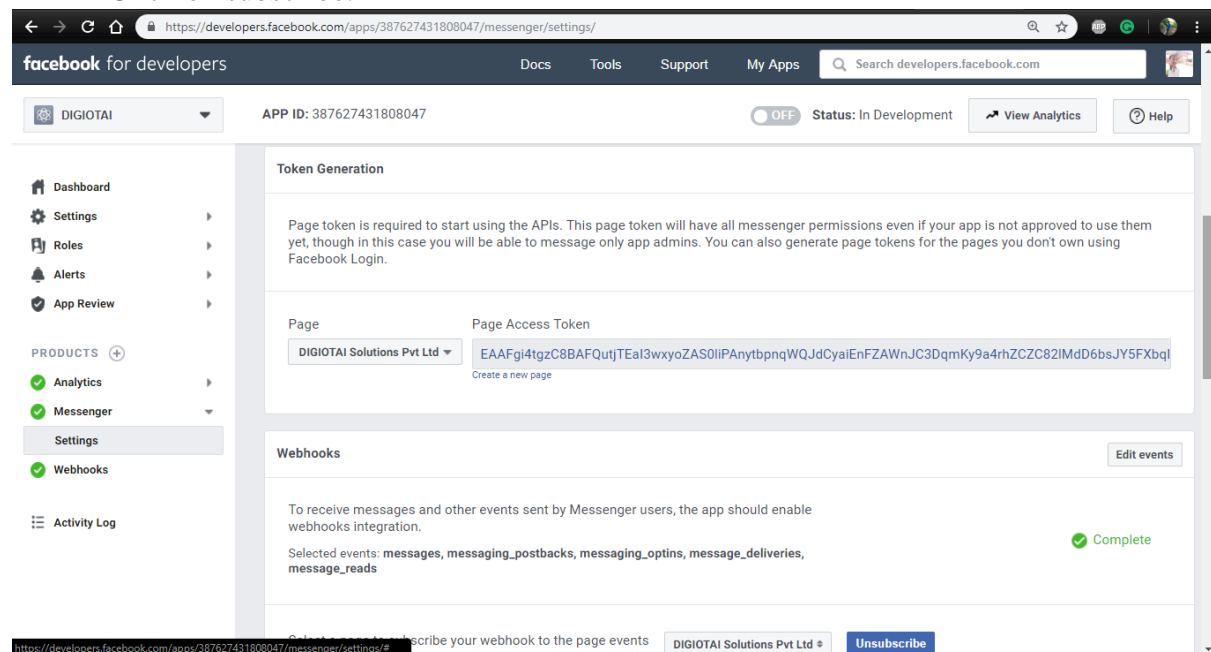 https://developers.facebook.com/apps/387627431808047/messenger/settings/
ABP
G
facebook for developers
Docs
Tools
Support
My Apps
Search developers.facebook.com
DIGIOTAI
APP ID: 387627431808047
OFF
Status: In Development
View Analytics
Help
Dashboard
Settings
Roles
Alerts
App Review
PRODUCTS
Analytics
Messenger
Settings
Webhooks
Activity Log
Token Generation
Page token is required to start using the APIs. This page token will have all messenger permissions even if your app is not approved to use them
yet, though in this case you will be able to message only app admins. You can also generate page tokens for the pages you don't own using
Facebook Login.
Page
Page Access Token
DIGIOTAI Solutions Pvt Ltd
EAAFgi4tgzC8BAFQutjTEaI3wxyoZAS0liPAnytbpnqWQJdCyaiEnFZAWnJC3DqmKy9a4rhZCZC82IMdD6bsJY5FXbql
Create a new page
Webhooks
Edit events
To receive messages and other events sent by Messenger users, the app should enable
webhooks integration.
Selected events: messages, messaging_postbacks, messaging_optins, message_deliveries,
message_reads
Complete
Select a page to subscribe your webhook to the page events
DIGIOTAI Solutions Pvt Ltd
Unsubscribe
https://developers.facebook.com/apps/387627431808047/messenger/settings/#